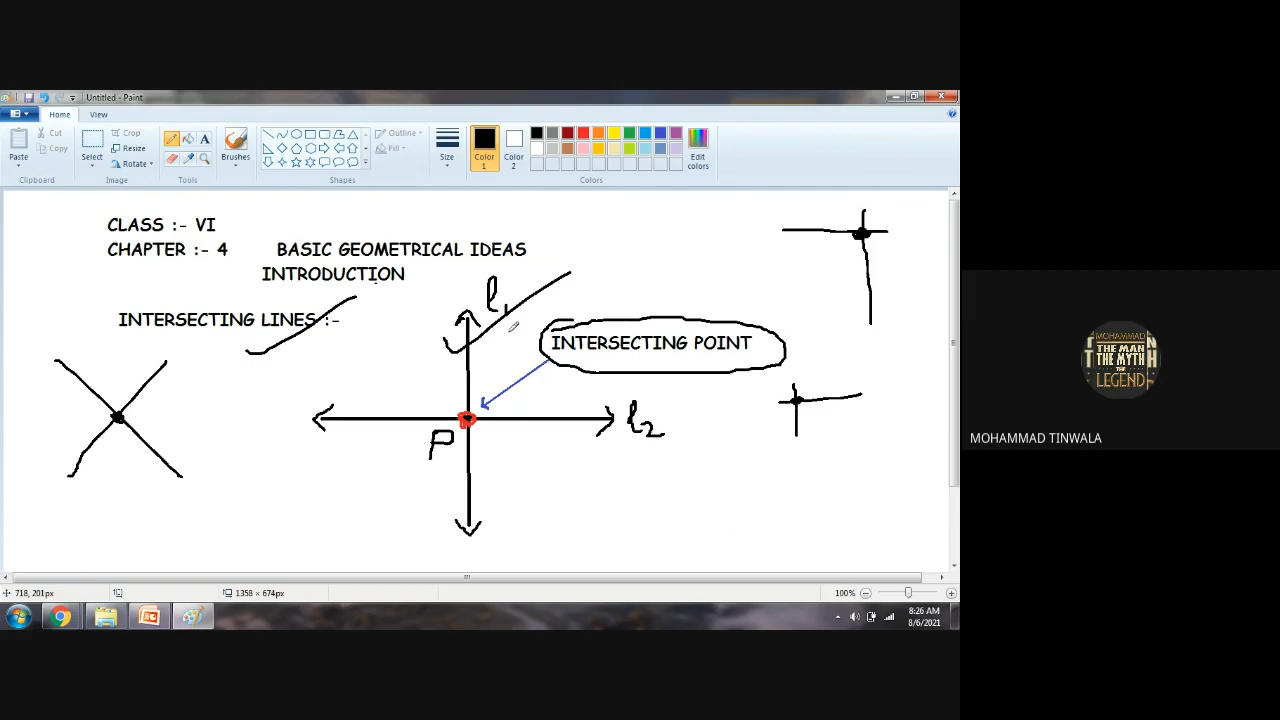 Untitled - Paint
Home
View
Paste
Cut
Copy
Clipboard
Select
Crop
Resize
Rotate
Image
Tools
Brushes
Shapes
Outline
Fill
Size
Color 1
Color 2
Edit colors
Colors
CLASS :- VI
CHAPTER :- 4 BASIC GEOMETRICAL IDEAS
INTRODUCTION
INTERSECTING LINES :-
l1
INTERSECTING POINT
l2
P
MOHAMMAD
THE MAN
THE MYTH
THE
LEGEND
MOHAMMAD TINWALA
718, 201px
1358 × 674px
100%
8:26 AM
8/6/2021